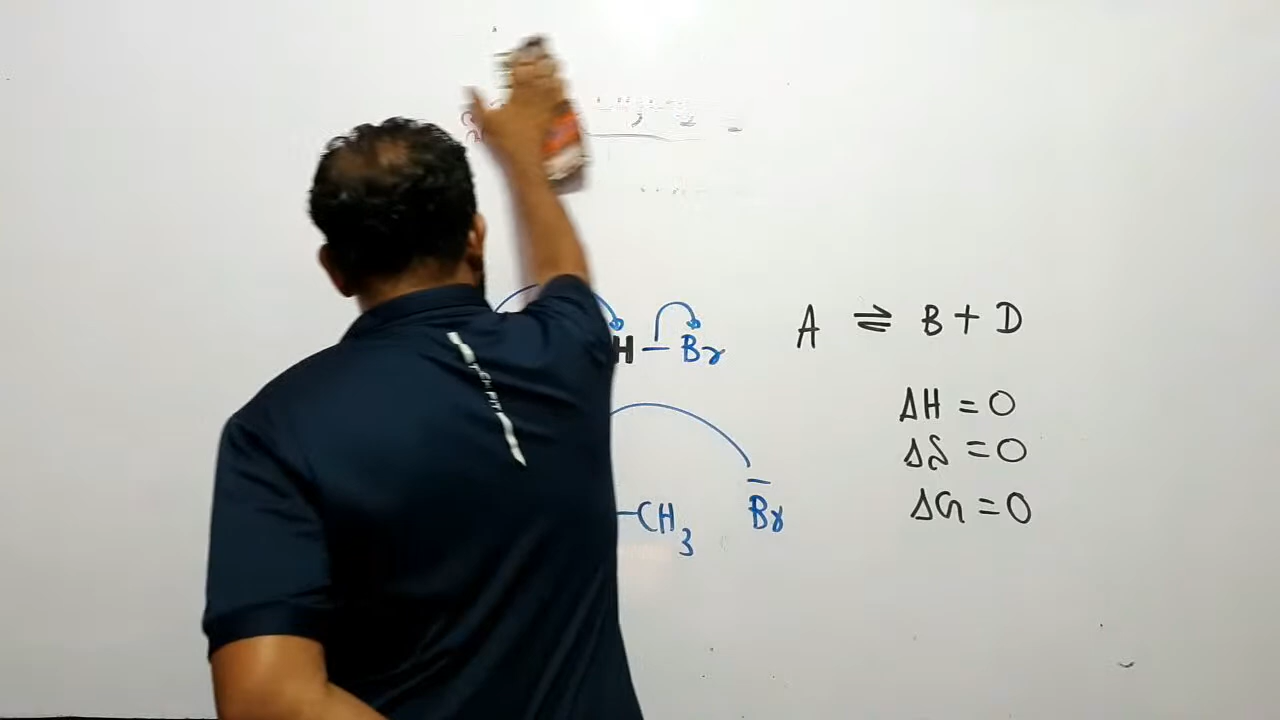 H — Br
A ⇌ B + D
ΔH = 0
ΔS = 0
ΔG = 0
-CH3
Br